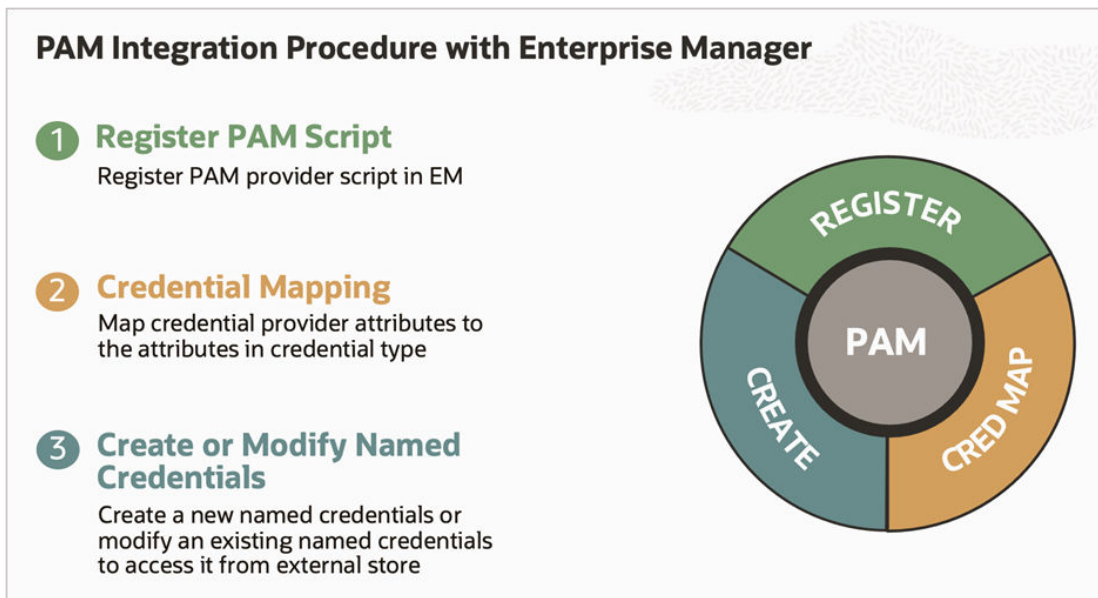 PAM Integration Procedure with Enterprise Manager
1 Register PAM Script
Register PAM provider script in EM
2 Credential Mapping
Map credential provider attributes to
the attributes in credential type
3 Create or Modify Named
Credentials
Create a new named credentials or
modify an existing named credentials
to access it from external store
REGISTER
PAM
CREATE
CRED MAP